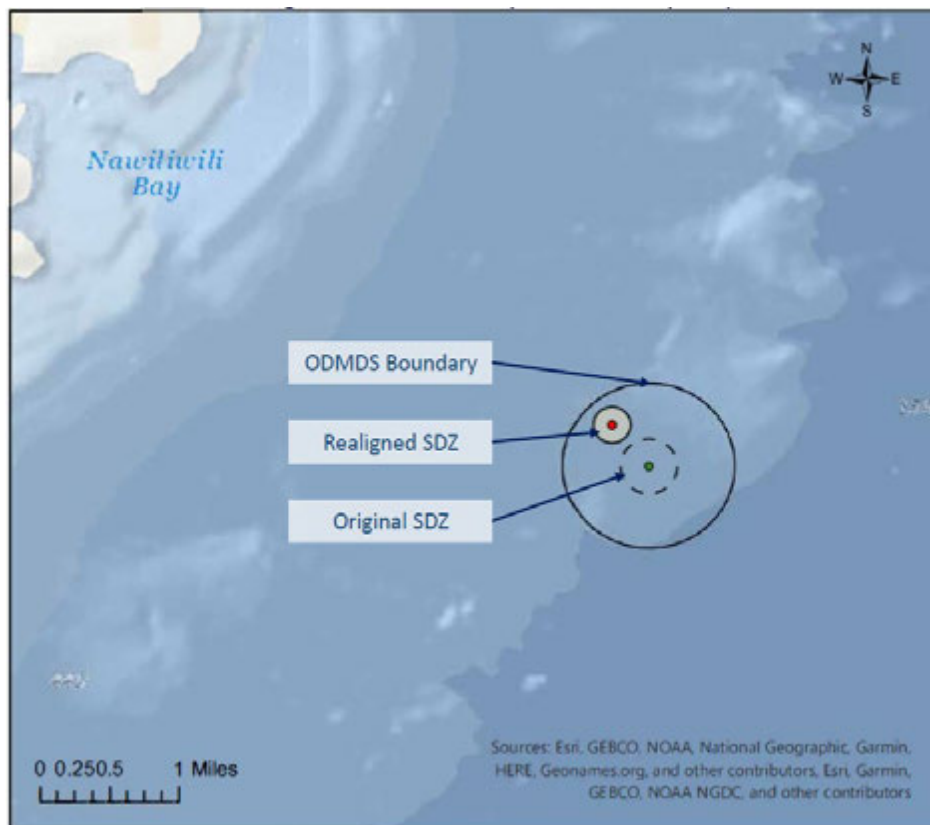 N
W E
S
Nawiliwili
Bay
ODMDS Boundary
Realigned SDZ
Original SDZ
0 0.250.5 1 Miles
Sources: Esri, GEBCO, NOAA, National Geographic, Garmin,
HERE, Geonames.org, and other contributors, Esri, Garmin,
GEBCO, NOAA NGDC, and other contributors